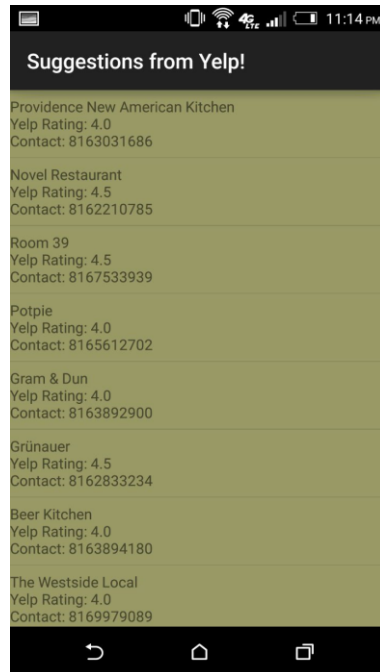 4G LTE 11:14 PM
Suggestions from Yelp!
Providence New American Kitchen
Yelp Rating: 4.0
Contact: 8163031686
Novel Restaurant
Yelp Rating: 4.5
Contact: 8162210785
Room 39
Yelp Rating: 4.5
Contact: 8167533939
Potpie
Yelp Rating: 4.0
Contact: 8165612702
Gram & Dun
Yelp Rating: 4.0
Contact: 8163892900
Grünauer
Yelp Rating: 4.5
Contact: 8162833234
Beer Kitchen
Yelp Rating: 4.0
Contact: 8163894180
The Westside Local
Yelp Rating: 4.0
Contact: 8169979089